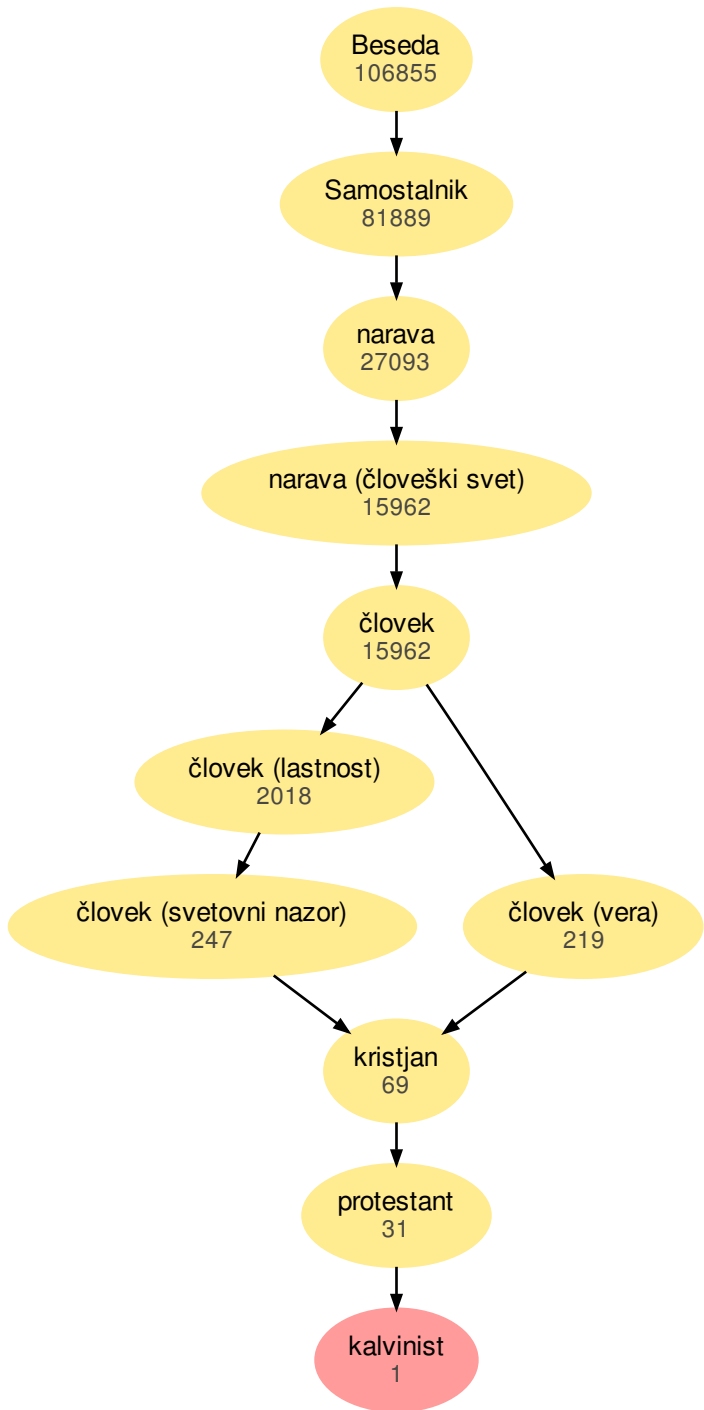 Beseda
106855
Samostalnik
81889
narava
27093
narava (človeški svet)
15962
človek
15962
človek (lastnost)
2018
človek (svetovni nazor)
247
človek (vera)
219
kristjan
69
protestant
31
kalvinist
1